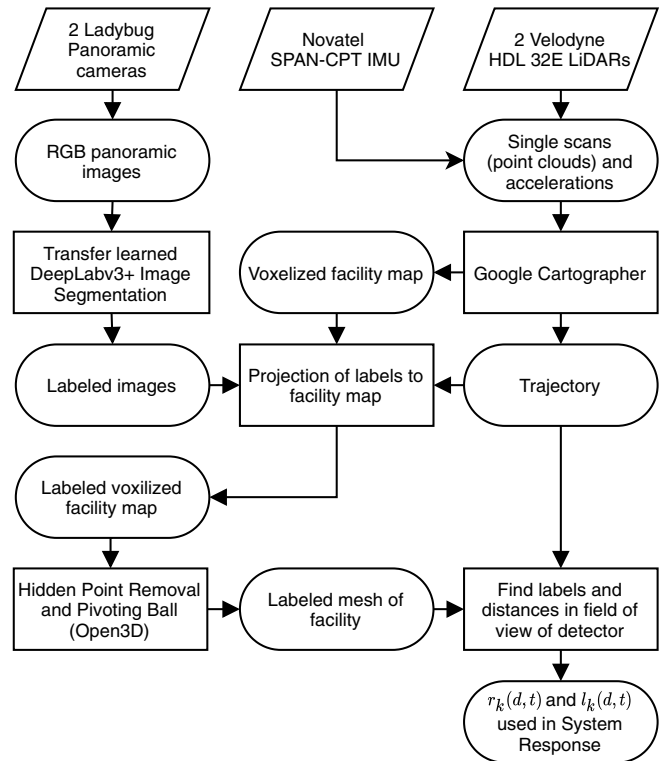 2 Ladybug
Panoramic
cameras
Novatel
SPAN-CPT IMU
2 Velodyne
HDL 32E LiDARs
RGB panoramic
images
Single scans
(point clouds) and
accelerations
Transfer learned
DeepLabv3+ Image
Segmentation
Voxelized facility map
Google Cartographer
Labeled images
Projection of labels to
facility map
Trajectory
Labeled voxilized
facility map
Hidden Point Removal
and Pivoting Ball
(Open3D)
Labeled mesh of
facility
Find labels and
distances in field of
view of detector
r_k(d, t) and l_k(d, t)
used in System
Response